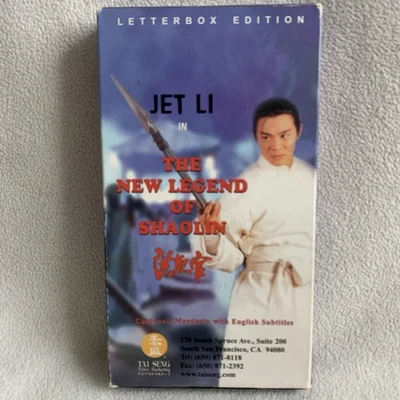 LETTERBOX EDITION
JET LI
IN
THE
NEW LEGEND
OF
SHAOLIN
洪熙官
Cantonese/Mandarin with English Subtitles
TAI SENG
Video Marketing
170 South Spruce Ave., Suite 200
South San Francisco, CA 94080
Tel: (650) 871-8118
Fax: (650) 871-2392
www.taiseng.com